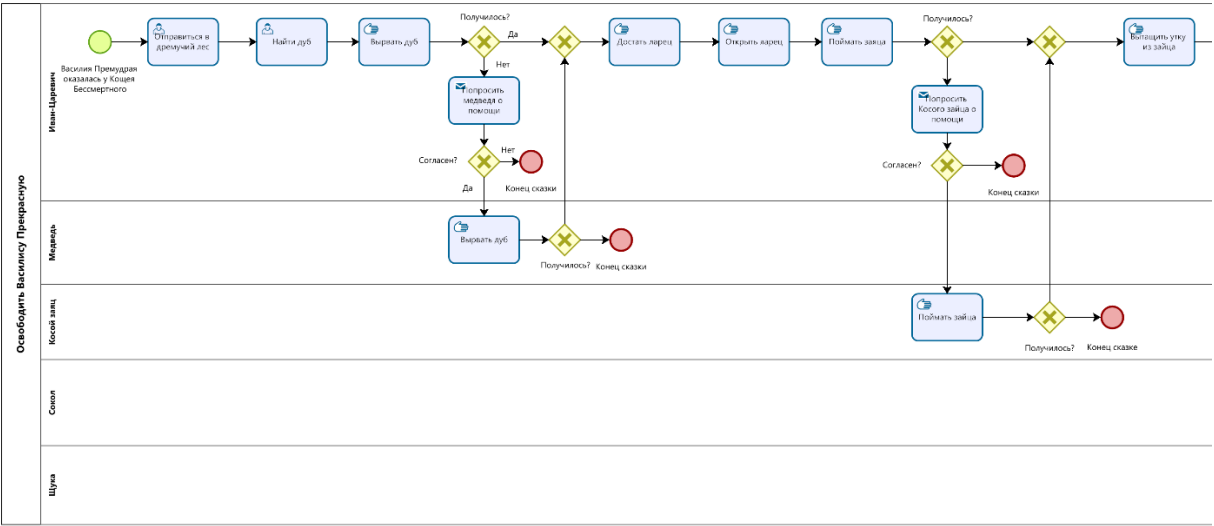 Освободить Василису Прекрасную
Иван-Царевич
Василия Премудрая
оказалась у Кощея
Бессмертного
Отправиться в
дремучий лес
Найти дуб
Вырвать дуб
Получилось?
Да
Нет
Попросить
медведя о
помощи
Согласен?
Нет
Да
Конец сказки
Достать ларец
Открыть ларец
Поймать заяца
Получилось?
Попросить
Косого зайца о
помощи
Согласен?
Конец сказки
Вытащить утку
из зайца
Медведь
Вырвать дуб
Получилось?
Конец сказки
Косой заяц
Поймать зайца
Получилось?
Конец сказке
Сокол
Щука